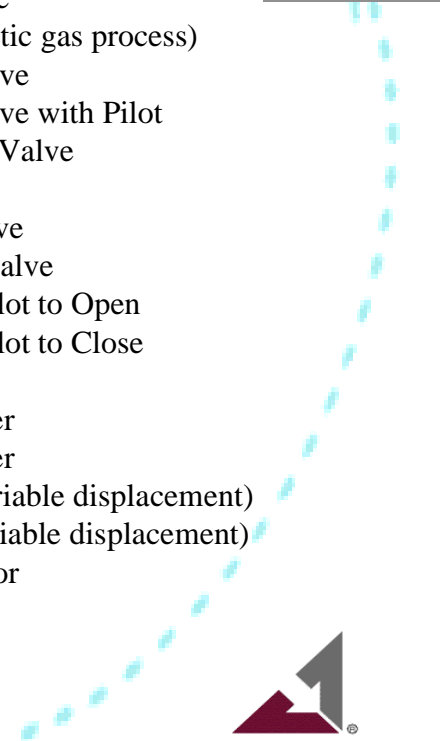 tic gas process)
ve
ve with Pilot
Valve
ve
alve
lot to Open
lot to Close
er
er
riable displacement)
iable displacement)
or
®